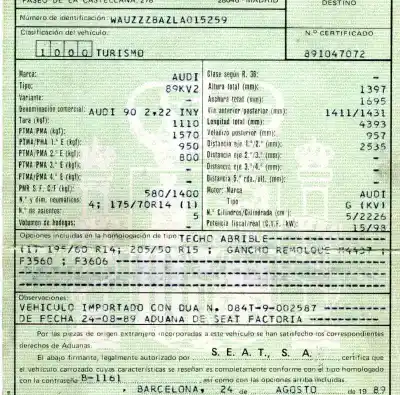 PASEO DE LA CASTELLANA, 278 28046 - MADRID
DESTINO
Número de identificación: WAUZZZ8AZLA015259
Clasificación del vehículo:
N.º CERTIFICADO
1000 TURISMO
891047072
Marca: AUDI
Tipo: 89KV2
Variante: -
Denominación comercial: AUDI 90 2.22 INY
Tara (kgf): 1110
PTMA/PMA (kgf): 1570
PTMA/PMA 1.º E (kgf): 950
PTMA/PMA 2.º E (kgf): 800
PTMA/PMA 3.º E (kgf): -
PTMA/PMA 4.º E (kgf): -
PMR S.F. C/F (kgf): 580/1400
N.º y dim. neumáticos: 4; 175/70R14 (1)
N.º de asientos: 5
Volumen de bodegas: -
Clase según R. 38: -
Altura total (mm): 1397
Anchura total (mm): 1695
Vía anterior/posterior (mm): 1411/1431
Longitud total (mm): 4393
Voladizo posterior (mm): 957
Distancia eje 1.º/2.º (mm): 2535
Distancia eje 2.º/3.º (mm): -
Distancia eje 3.º/4.º (mm): -
Distancia 5.ª rda./ult. (mm): -
Motor: Marca AUDI
Tipo G (KV)
N.º Cilindros/Cilindrada (cm³): 5/2226
Potencia fiscal/real (C.V.F./kW): 15/98
Opciones incluidas en la homologación de tipo: TECHO ABRIBLE
(1) 195/60 R14; 205/50 R15 ; GANCHO REMOLQUE M4437 ;
F3560 ; F3606
Observaciones:
VEHICULO IMPORTADO CON DUA N. 084T-9-002587
DE FECHA 24-08-89 ADUANA DE SEAT FACTORIA
Por las piezas de origen extranjero incorporadas a este vehículo se han satisfecho los correspondientes
derechos de Aduanas.
El abajo firmante, legalmente autorizado por S.E.A.T., S.A. certifica que
el vehículo carrozado cuyas características se reseñan es completamente conforme con el tipo homologado
con la contraseña B-1161, así como con las opciones arriba incluidas.
BARCELONA, 24 de AGOSTO de 1989